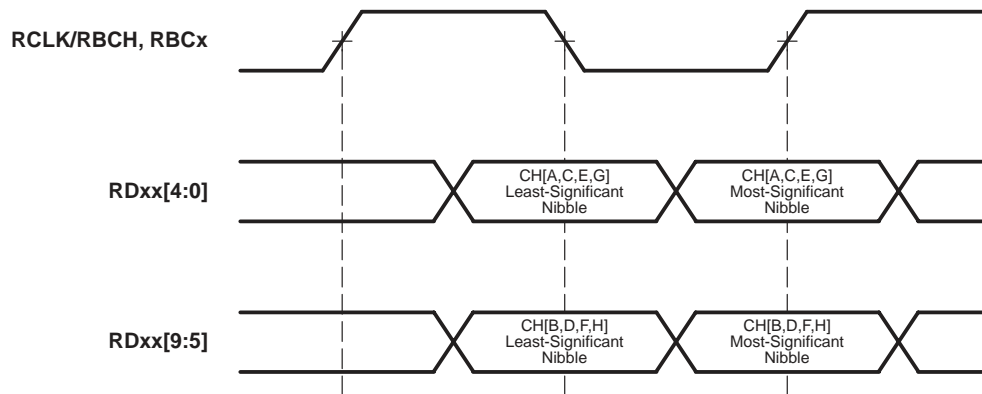 RCLK/RBCH, RBCx
RDxx[4:0]
CH[A,C,E,G]
Least-Significant
Nibble
CH[A,C,E,G]
Most-Significant
Nibble
RDxx[9:5]
CH[B,D,F,H]
Least-Significant
Nibble
CH[B,D,F,H]
Most-Significant
Nibble